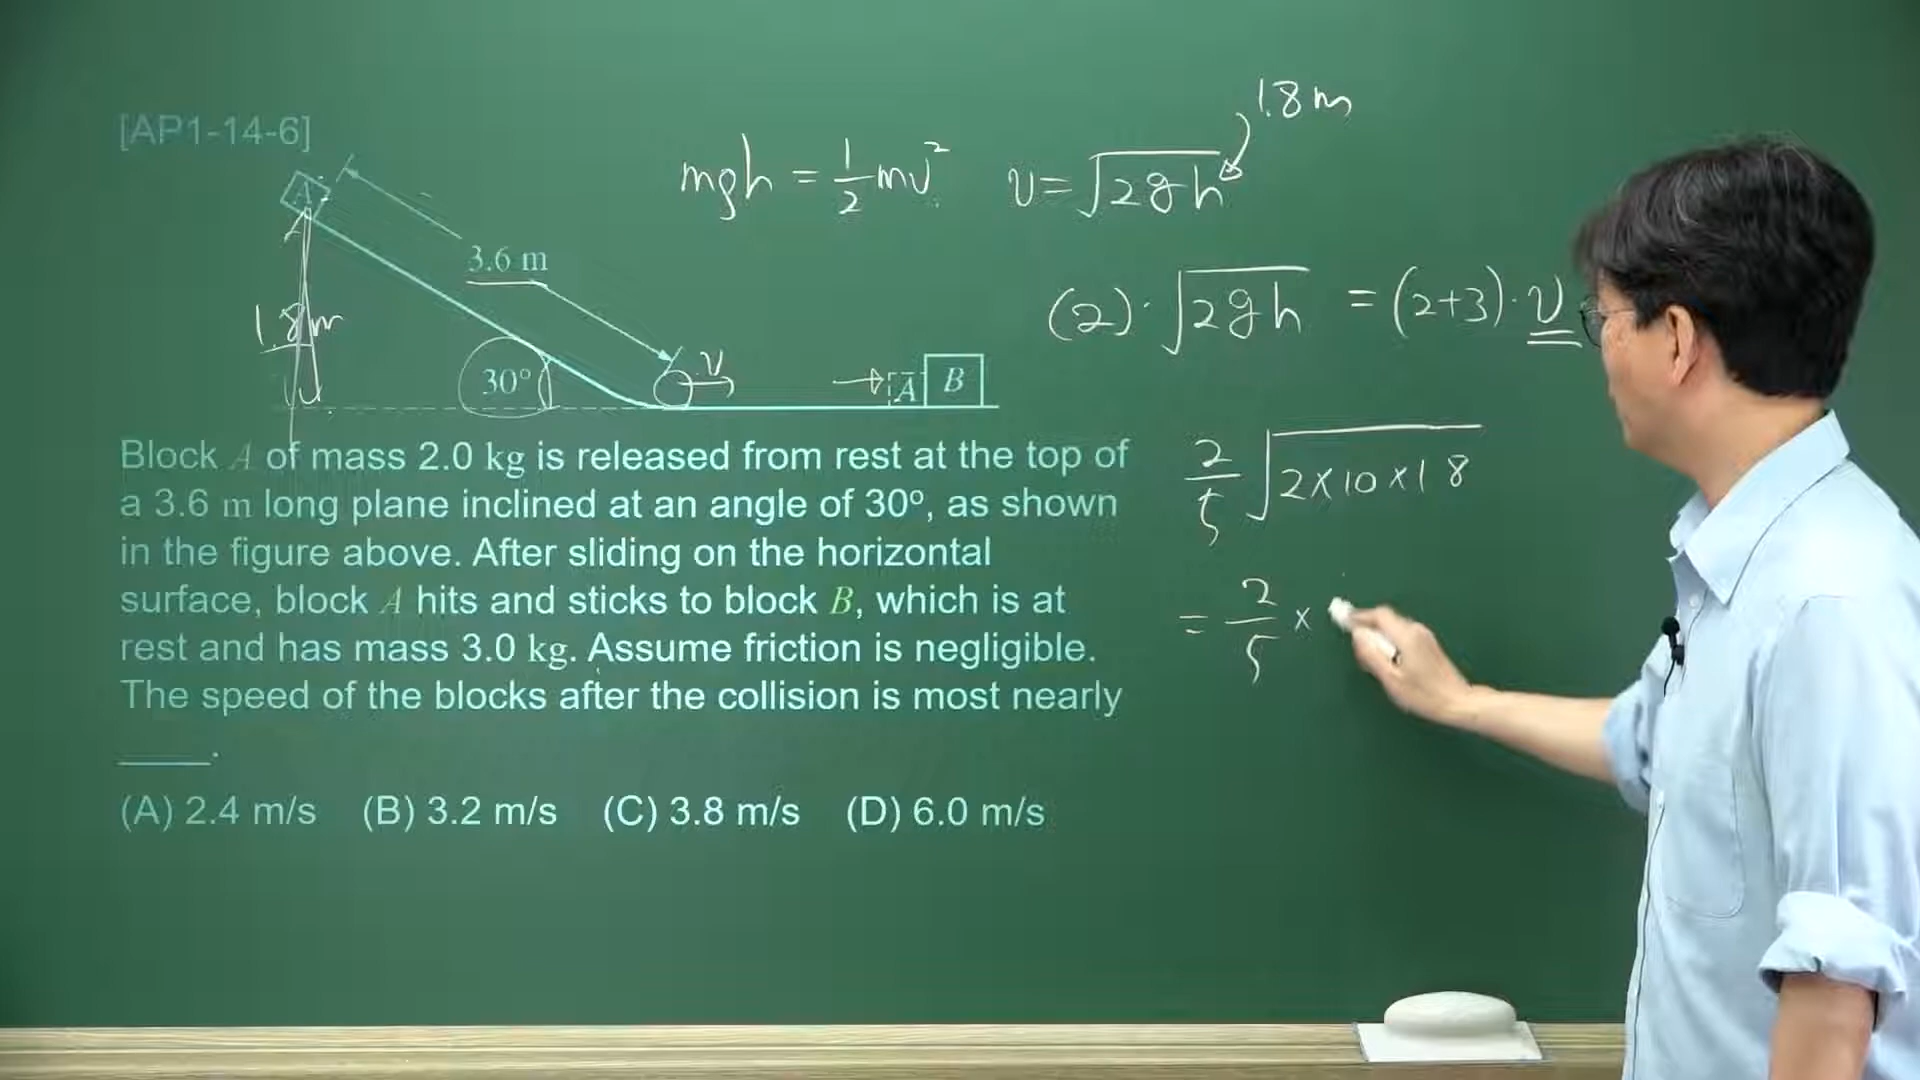 [AP1-14-6]
1.8 m
mgh = 1/2 mv²
v = √2gh
A
3.6 m
1.8m
30°
v
A
B
(2)·√2gh = (2+3)·v
Block A of mass 2.0 kg is released from rest at the top of
a 3.6 m long plane inclined at an angle of 30°, as shown
in the figure above. After sliding on the horizontal
surface, block A hits and sticks to block B, which is at
rest and has mass 3.0 kg. Assume friction is negligible.
The speed of the blocks after the collision is most nearly
_____.
(A) 2.4 m/s (B) 3.2 m/s (C) 3.8 m/s (D) 6.0 m/s
2/5 √2×10×1 8
= 2/5 ×